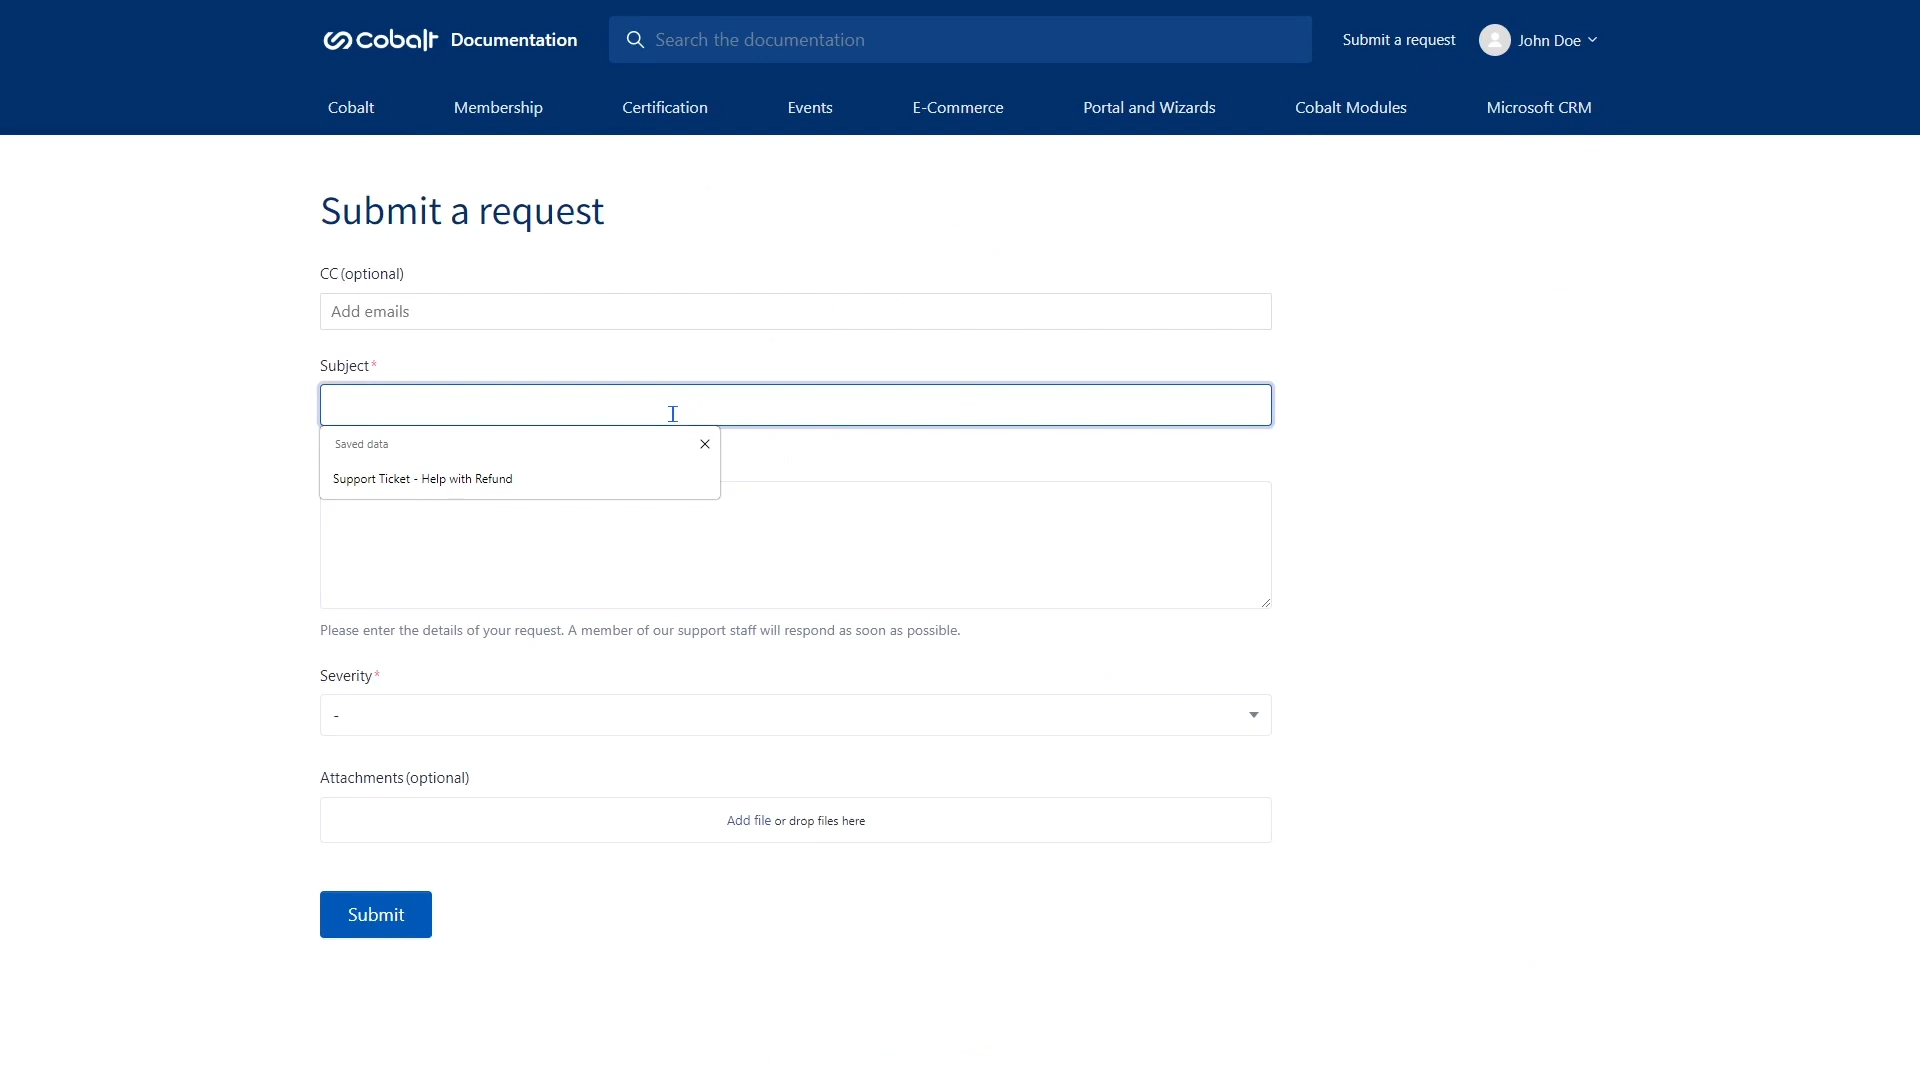 Cobalt Documentation
Search the documentation
Submit a request
John Doe
Cobalt Membership Certification Events E-Commerce Portal and Wizards Cobalt Modules Microsoft CRM
Submit a request
CC (optional)
Add emails
Subject*
Saved data
Support Ticket - Help with Refund
Please enter the details of your request. A member of our support staff will respond as soon as possible.
Severity*
-
Attachments (optional)
Add file or drop files here
Submit